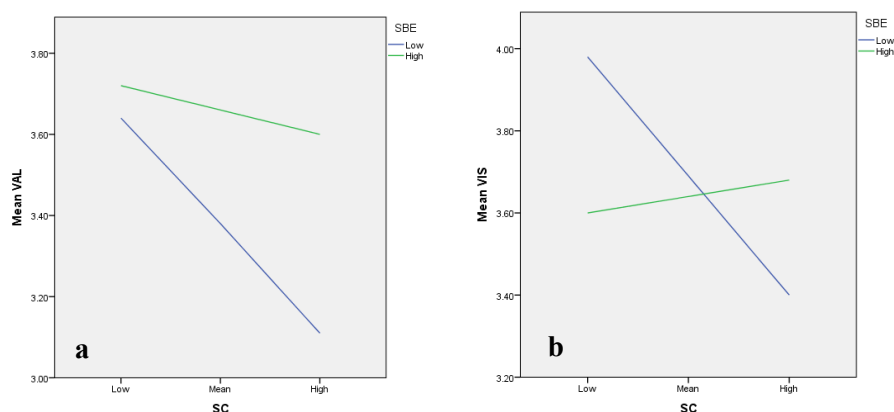 SBE
Low
High
3.80
3.60
3.40
3.20
3.00
Mean VAL
Low
Mean
High
SC
a
SBE
Low
High
4.00
3.80
3.60
3.40
3.20
Mean VIS
Low
Mean
High
SC
b